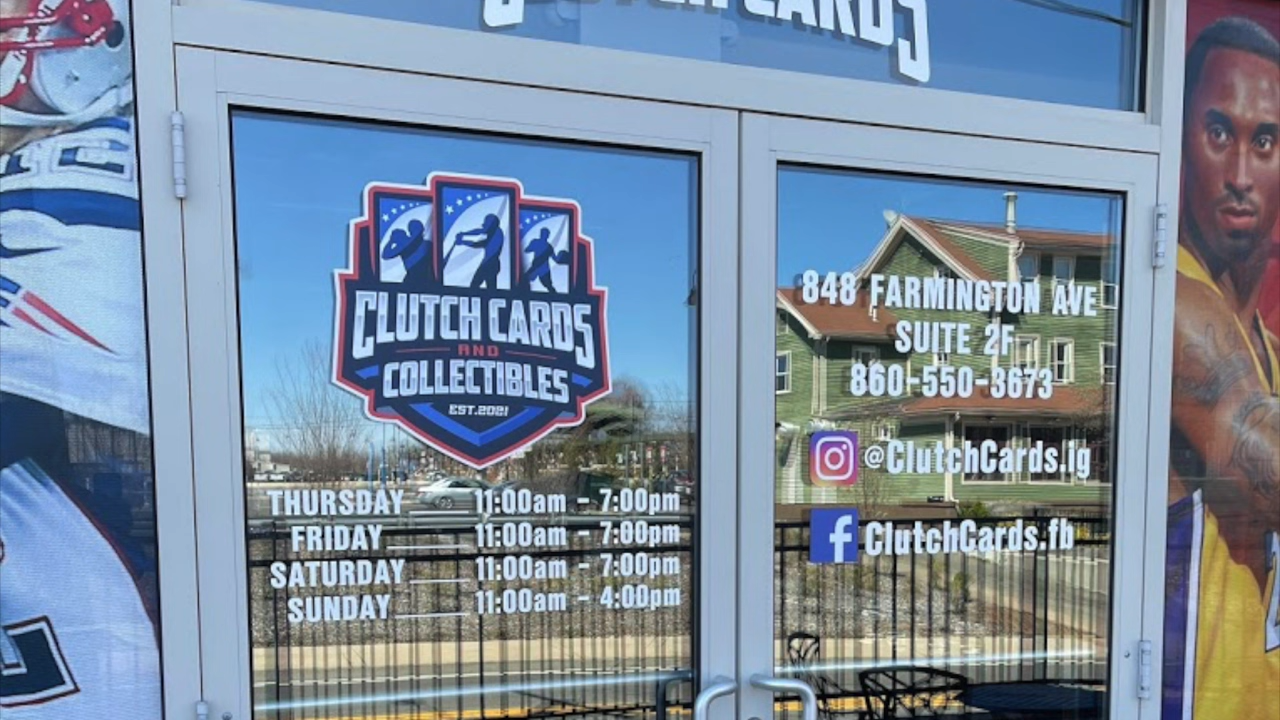 CLUTCH CARDS
CLUTCH CARDS
AND
COLLECTIBLES
EST.2021
THURSDAY 11:00am - 7:00pm
FRIDAY 11:00am - 7:00pm
SATURDAY 11:00am - 7:00pm
SUNDAY 11:00am - 4:00pm
848 FARMINGTON AVE
SUITE 2F
860-550-3673
@ClutchCards.ig
f ClutchCards.fb